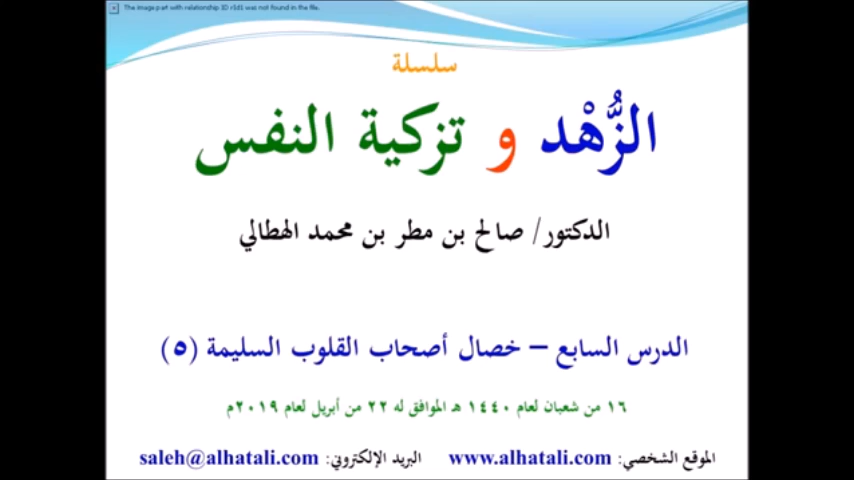 The image part with relationship ID rId1 was not found in the file.
سلسلة
الزُّهْد و تزكية النفس
الدكتور/ صالح بن مطر بن محمد الهطالي
الدرس السابع – خصال أصحاب القلوب السليمة (٥)
١٦ من شعبان لعام ١٤٤٠ هـ الموافق له ٢٢ من أبريل لعام ٢٠١٩م
الموقع الشخصي: www.alhatali.com البريد الإلكتروني: saleh@alhatali.com